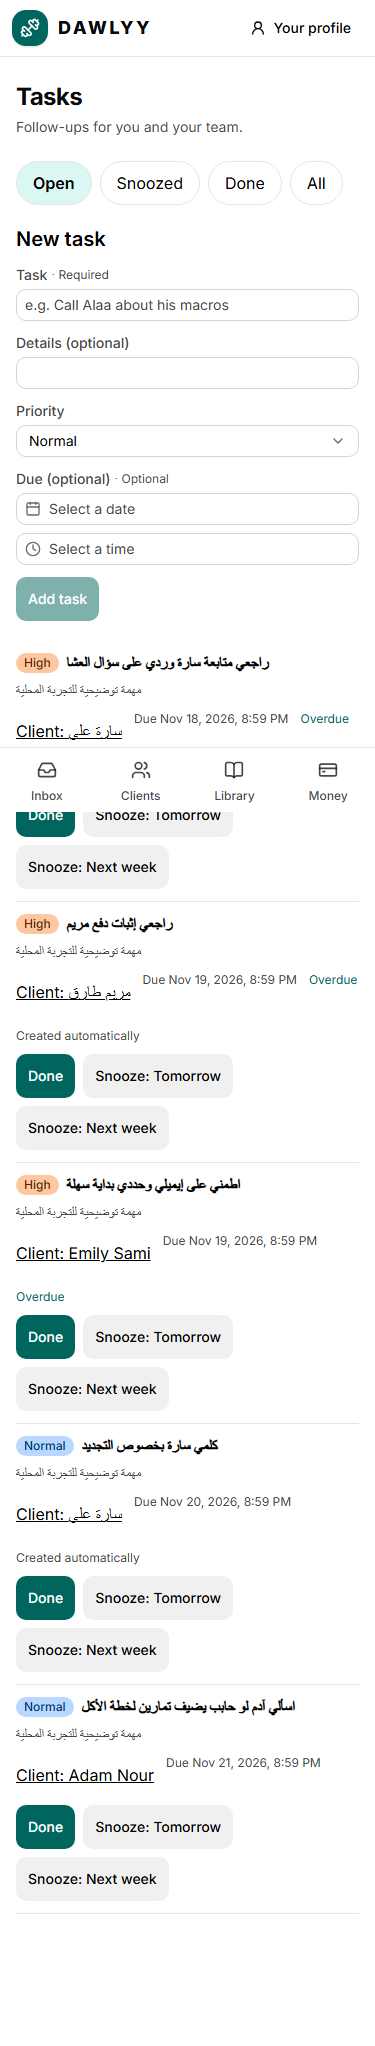 DAWLYY
Your profile
Tasks
Follow-ups for you and your team.
Open
Snoozed
Done
All
New task
Task · Required
e.g. Call Alaa about his macros
Details (optional)
Priority
Normal
Due (optional) · Optional
Select a date
Select a time
Add task
High راجعي متابعة سارة وردي على سؤال العشا
مهمة توضيحية للتجربة المحلية
Client: سارة علي Due Nov 18, 2026, 8:59 PM Overdue
Inbox
Clients
Library
Money
Done Snooze: Tomorrow
Snooze: Next week
High راجعي إثبات دفع مريم
مهمة توضيحية للتجربة المحلية
Client: مريم طارق Due Nov 19, 2026, 8:59 PM Overdue
Created automatically
Done Snooze: Tomorrow
Snooze: Next week
High اطمني على إيميلي وحددي بداية سهلة
مهمة توضيحية للتجربة المحلية
Client: Emily Sami Due Nov 19, 2026, 8:59 PM
Overdue
Done Snooze: Tomorrow
Snooze: Next week
Normal كلمي سارة بخصوص التجديد
مهمة توضيحية للتجربة المحلية
Client: سارة علي Due Nov 20, 2026, 8:59 PM
Created automatically
Done Snooze: Tomorrow
Snooze: Next week
Normal اسألي آدم لو حابب يضيف تمارين لخطة الأكل
مهمة توضيحية للتجربة المحلية
Client: Adam Nour Due Nov 21, 2026, 8:59 PM
Done Snooze: Tomorrow
Snooze: Next week